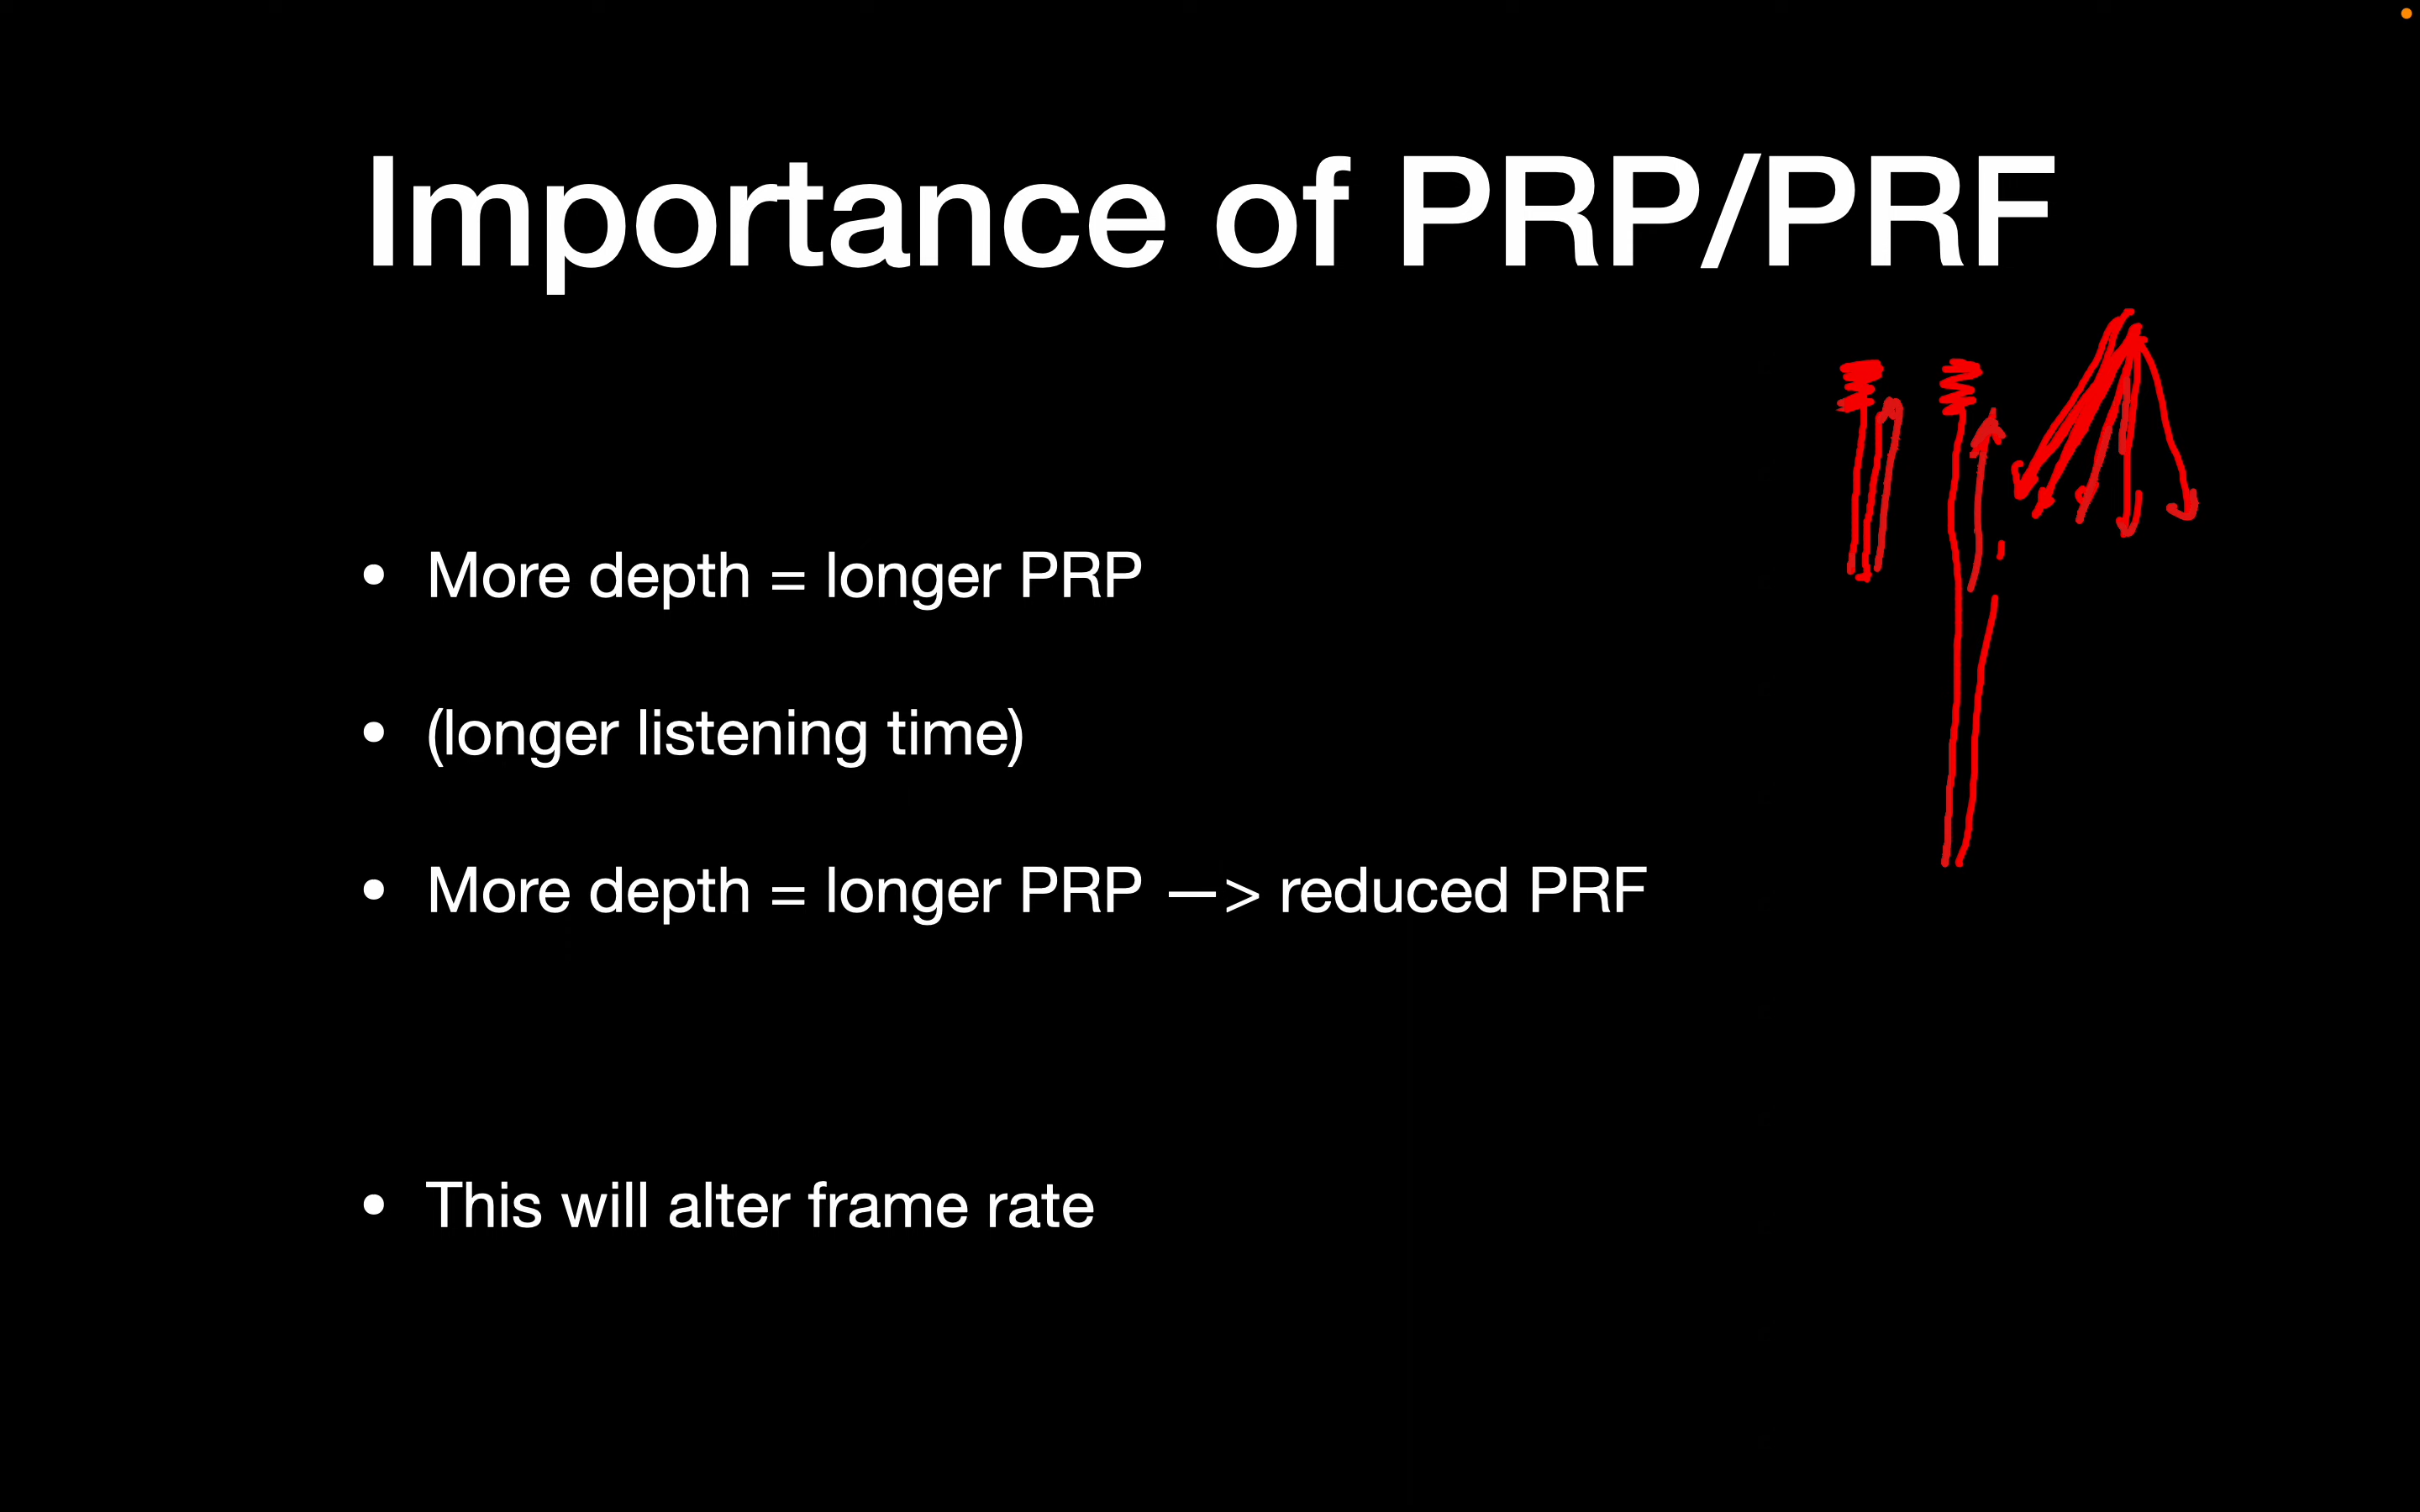 Importance of PRP/PRF
• More depth = longer PRP
• (longer listening time)
• More depth = longer PRP —> reduced PRF
• This will alter frame rate